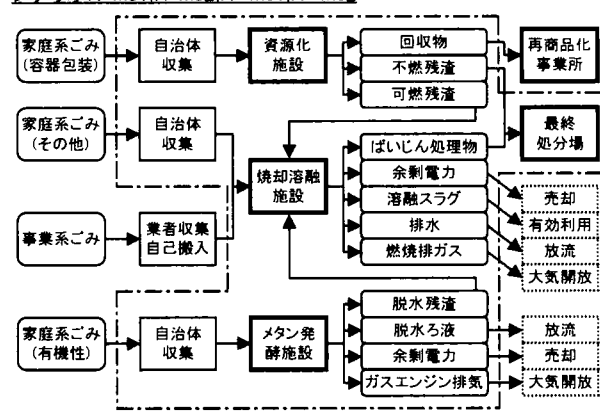 家庭系ごみ
(容器包装)
自治体
収集
資源化
施設
回収物
不燃残渣
可燃残渣
再商品化
事業所
家庭系ごみ
(その他)
自治体
収集
最終
処分場
焼却溶融
施設
ばいじん処理物
余剰電力
溶融スラグ
排水
燃焼排ガス
売却
有効利用
放流
大気開放
事業系ごみ
業者収集
自己搬入
家庭系ごみ
(有機性)
自治体
収集
メタン発
酵施設
脱水残渣
脱水ろ液
余剰電力
ガスエンジン排気
放流
売却
大気開放